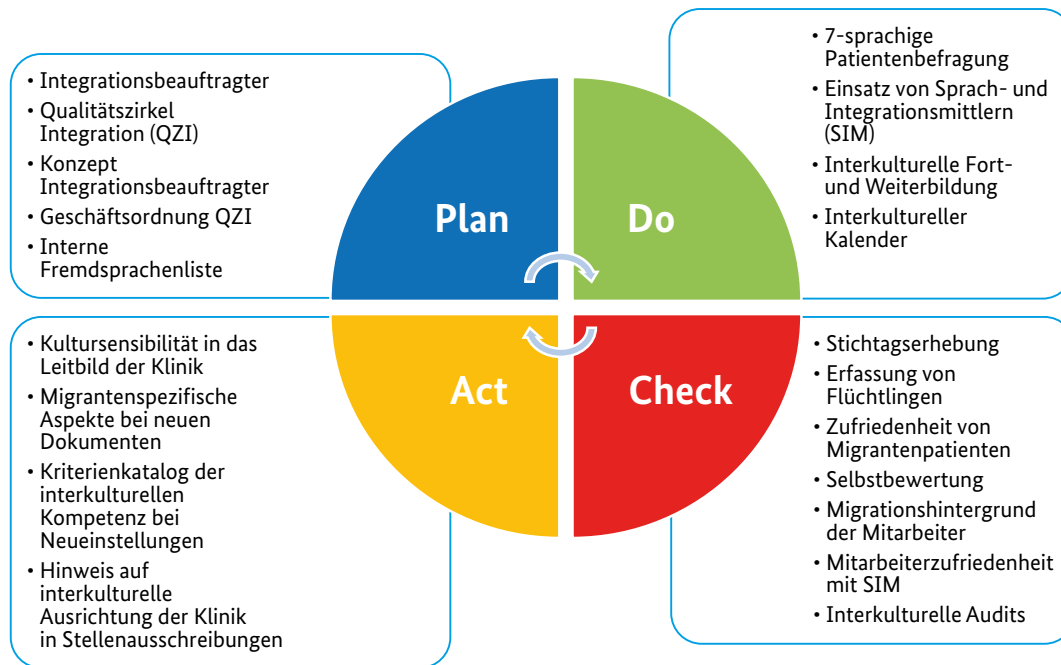 • Integrationsbeauftragter
• Qualitätszirkel
Integration (QZI)
• Konzept
Integrationsbeauftragter
• Geschäftsordnung QZI
• Interne
Fremdsprachenliste
Plan
• 7-sprachige
Patientenbefragung
• Einsatz von Sprach- und
Integrationsmittlern
(SIM)
• Interkulturelle Fort-
und Weiterbildung
• Interkultureller
Kalender
Do
• Kultursensibilität in das
Leitbild der Klinik
• Migrantenspezifische
Aspekte bei neuen
Dokumenten
• Kriterienkatalog der
interkulturellen
Kompetenz bei
Neueinstellungen
• Hinweis auf
interkulturelle
Ausrichtung der Klinik
in Stellenausschreibungen
Act
Check
• Stichtagserhebung
• Erfassung von
Flüchtlingen
• Zufriedenheit von
Migrantenpatienten
• Selbstbewertung
• Migrationshintergrund
der Mitarbeiter
• Mitarbeiterzufriedenheit
mit SIM
• Interkulturelle Audits